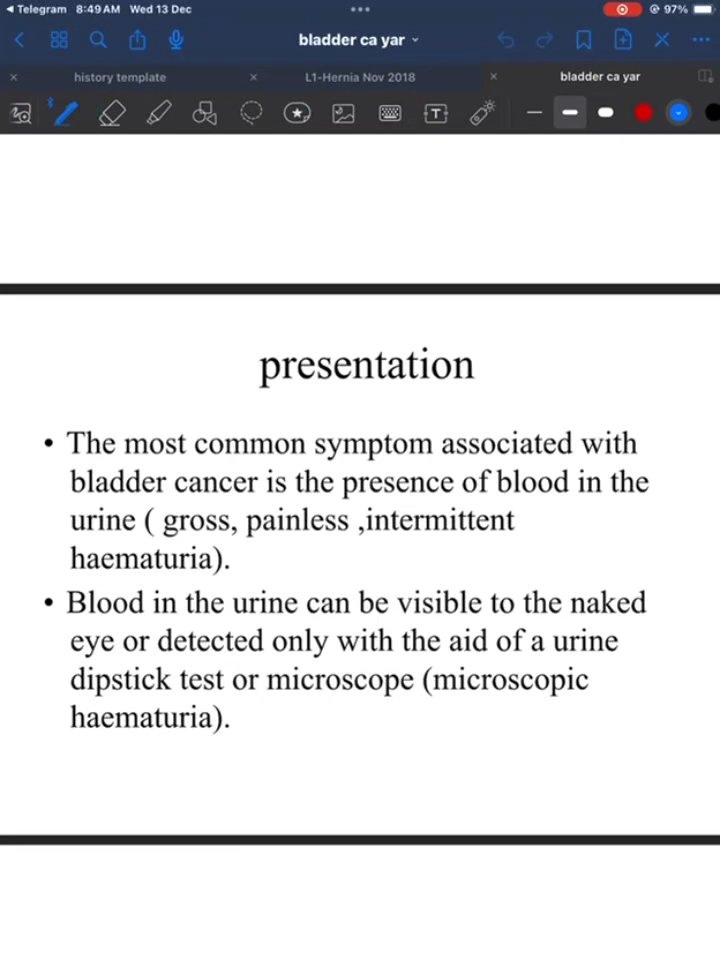 Telegram 8:49 AM Wed 13 Dec 97%
bladder ca yar
history template L1-Hernia Nov 2018 bladder ca yar
T
presentation
• The most common symptom associated with
bladder cancer is the presence of blood in the
urine ( gross, painless ,intermittent
haematuria).
• Blood in the urine can be visible to the naked
eye or detected only with the aid of a urine
dipstick test or microscope (microscopic
haematuria).